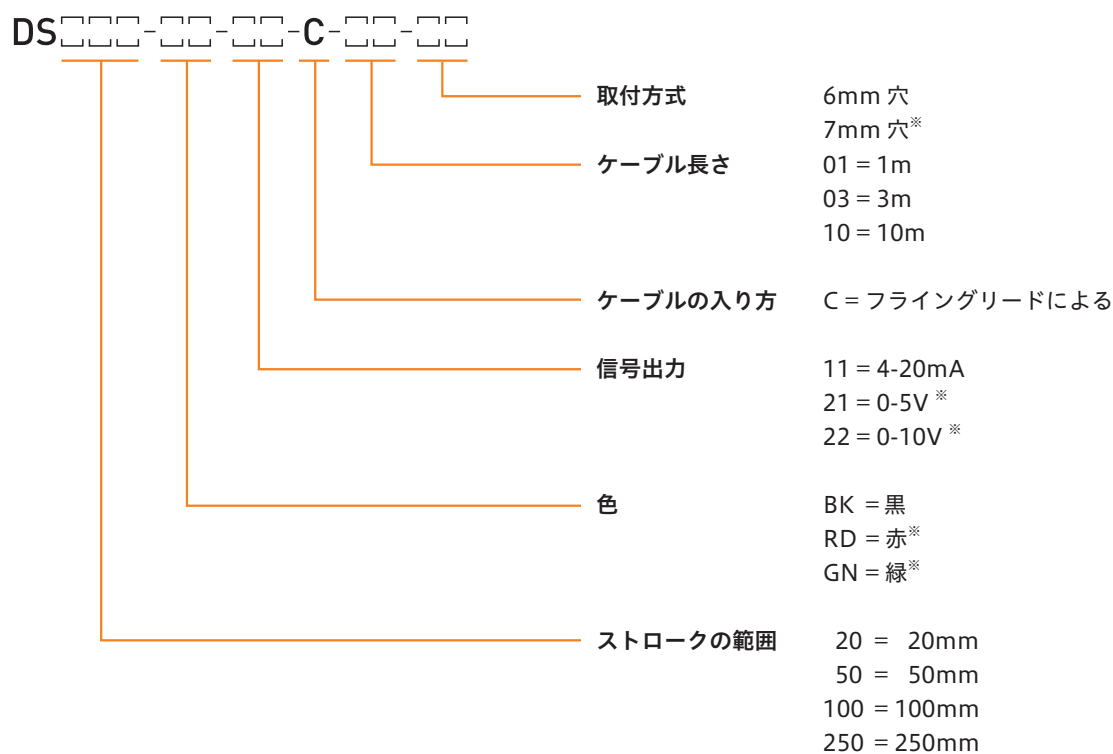 DS□□□-□□-□□-C-□□-□□
取付方式 6mm 穴
7mm 穴※
ケーブル長さ 01 = 1m
03 = 3m
10 = 10m
ケーブルの入り方 C = フライングリードによる
信号出力 11 = 4-20mA
21 = 0-5V ※
22 = 0-10V ※
色 BK = 黒
RD = 赤※
GN = 緑※
ストロークの範囲 20 = 20mm
50 = 50mm
100 = 100mm
250 = 250mm